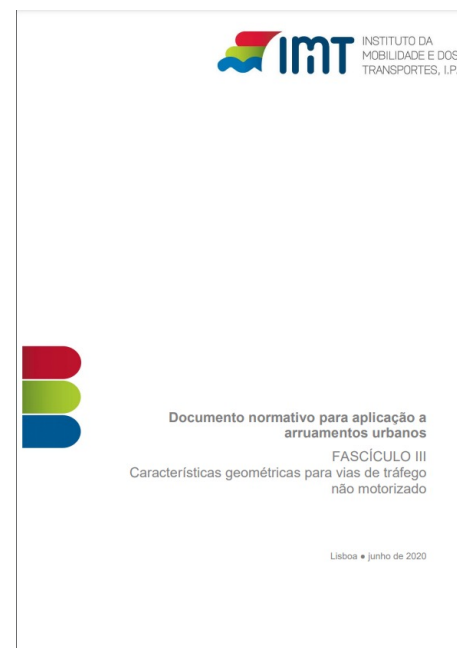 IMT
INSTITUTO DA
MOBILIDADE E DOS
TRANSPORTES, I.P.
Documento normativo para aplicação a
arruamentos urbanos
FASCÍCULO III
Características geométricas para vias de tráfego
não motorizado
Lisboa ● junho de 2020